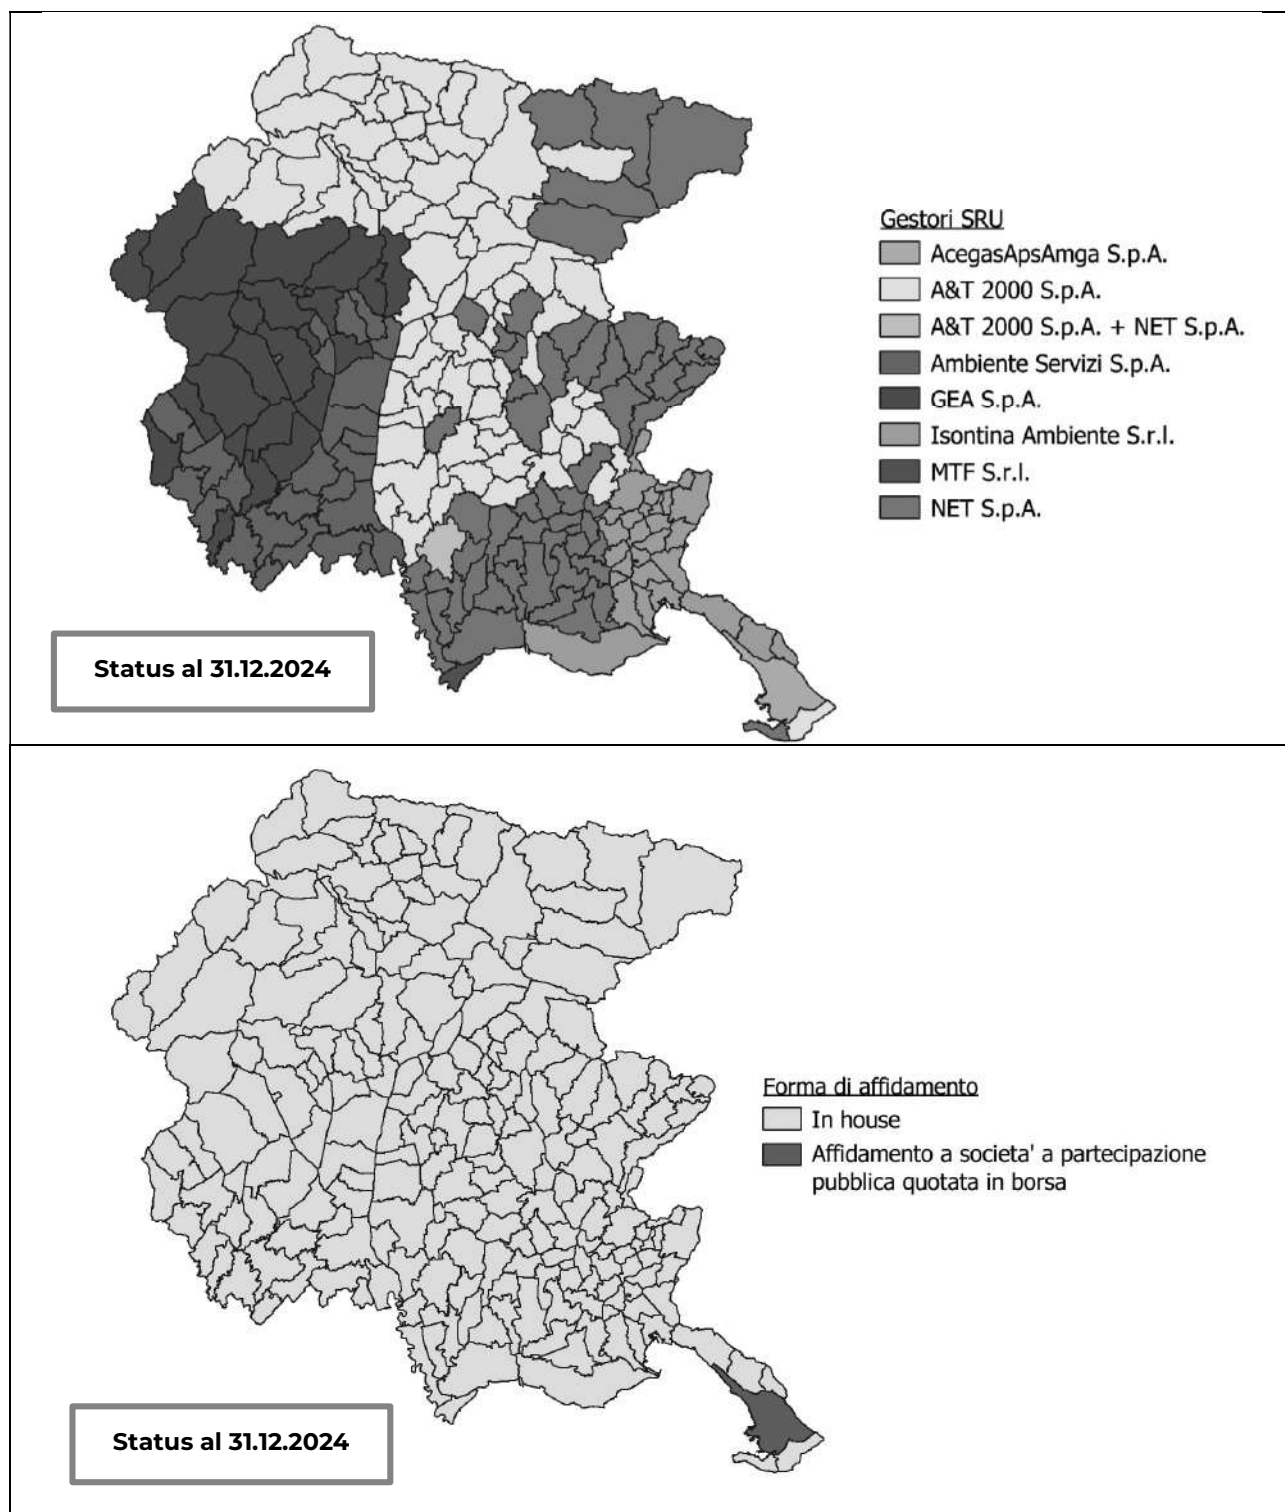 Gestori SRU
AcegasApsAmga S.p.A.
A&T 2000 S.p.A.
A&T 2000 S.p.A. + NET S.p.A.
Ambiente Servizi S.p.A.
GEA S.p.A.
Isontina Ambiente S.r.l.
MTF S.r.l.
NET S.p.A.
Status al 31.12.2024
Forma di affidamento
In house
Affidamento a societa' a partecipazione
pubblica quotata in borsa
Status al 31.12.2024